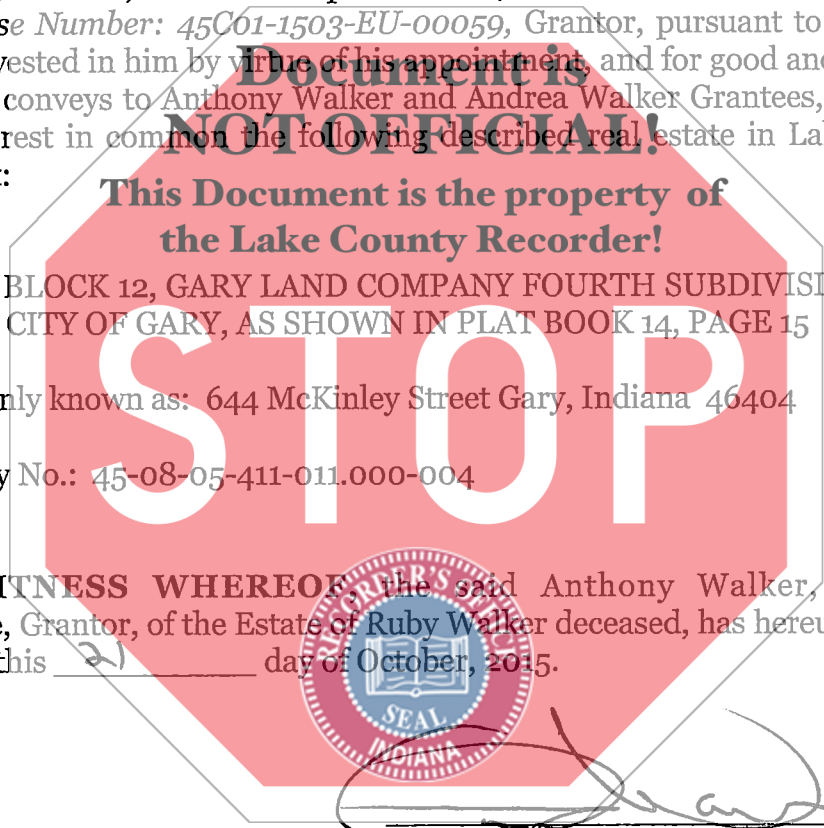 se Number: 45C01-1503-EU-00059, Grantor, pursuant to
vested in him by virtue of his appointment, and for good and
conveys to Anthony Walker and Andrea Walker Grantees,
rest in common the following described real estate in La
Document is
NOT OFFICIAL!
This Document is the property of
the Lake County Recorder!
BLOCK 12, GARY LAND COMPANY FOURTH SUBDIVISI
CITY OF GARY, AS SHOWN IN PLAT BOOK 14, PAGE 15
STOP
nly known as: 644 McKinley Street Gary, Indiana 46404
y No.: 45-08-05-411-011.000-004
ITNESS WHEREOF, the said Anthony Walker,
e, Grantor, of the Estate of Ruby Walker deceased, has hereu
this 21 day of October, 2015.
RECORDER'S OFFICE
SEAL
INDIANA